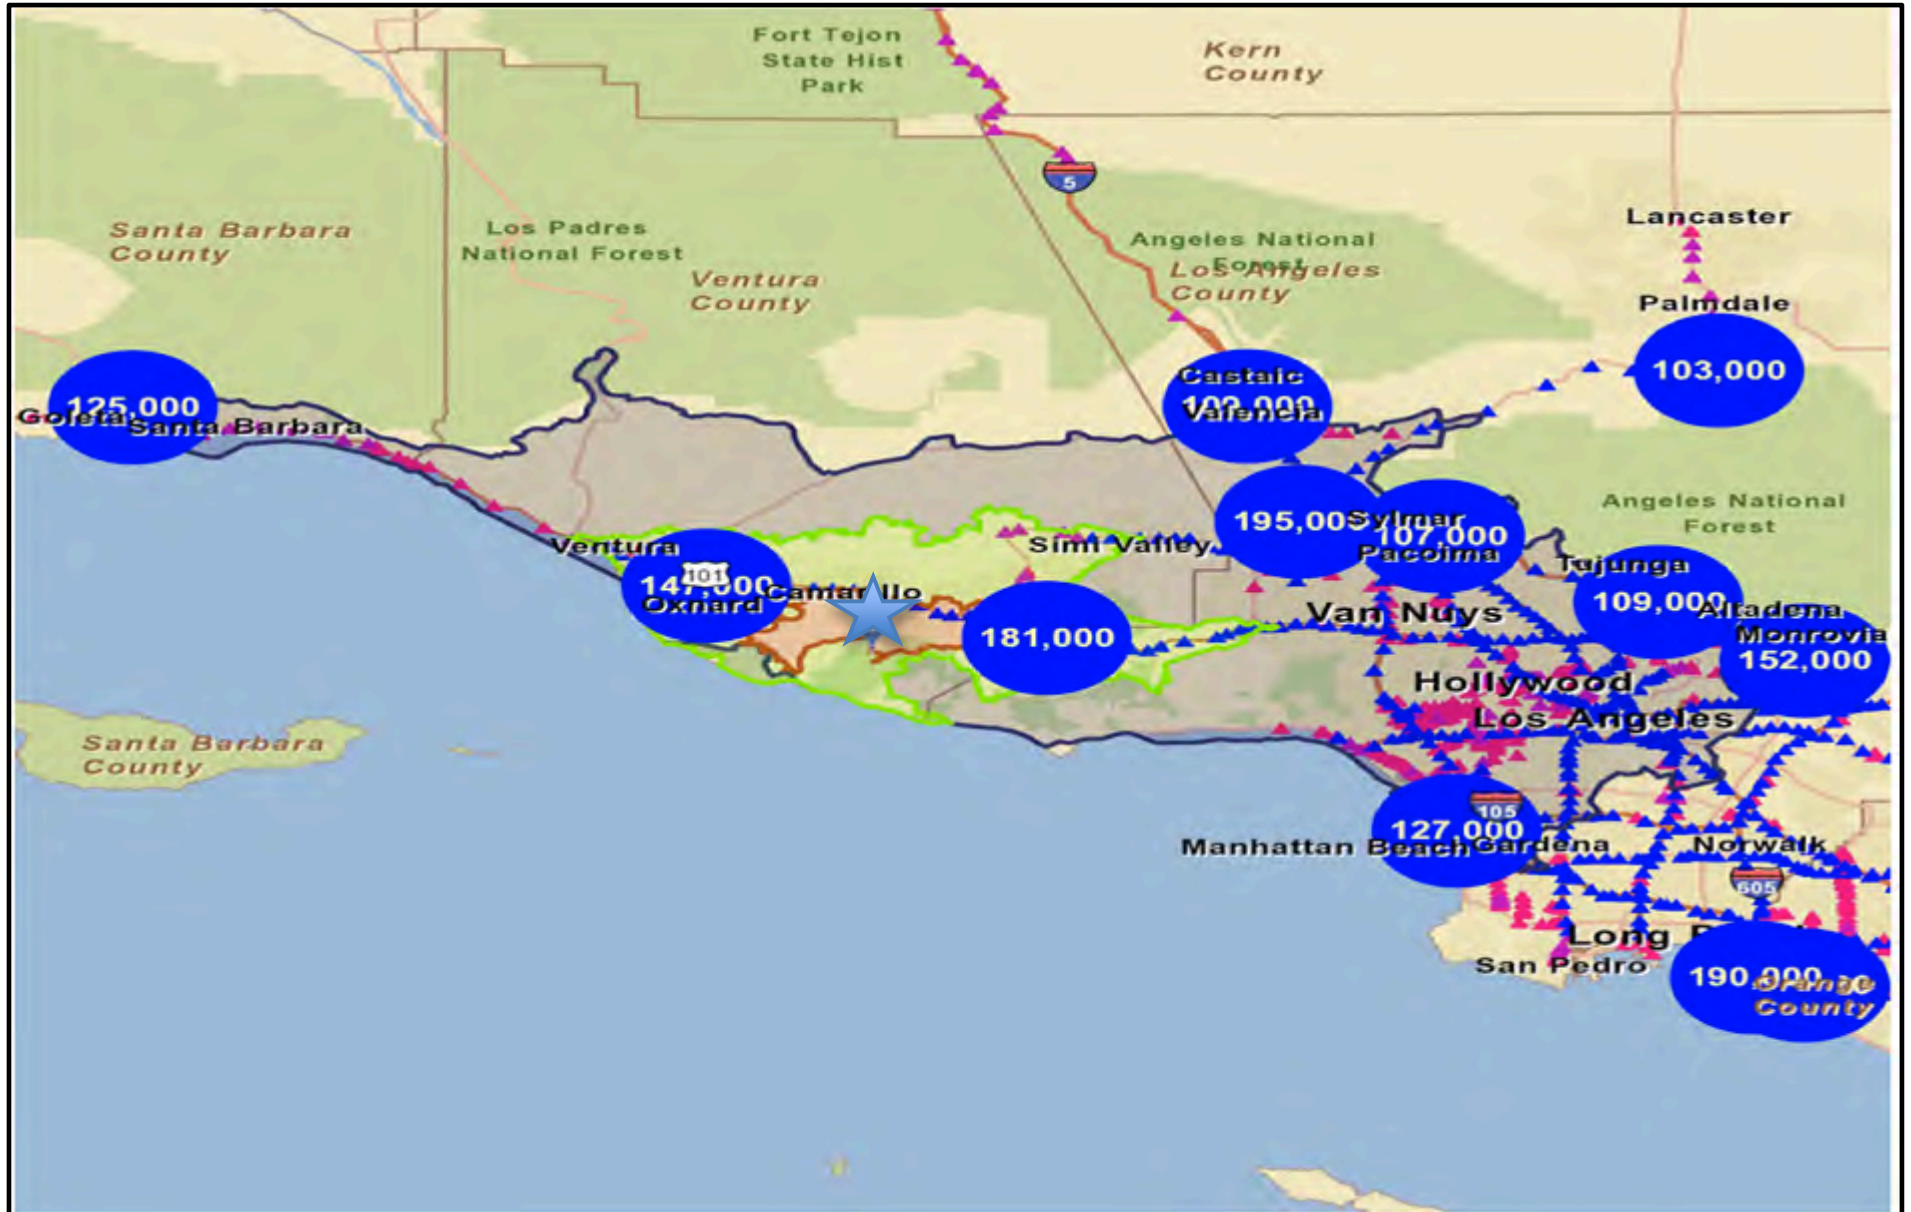 Fort Tejon
State Hist
Park
Kern
County
5
Santa Barbara
County
Los Padres
National Forest
Ventura
County
Angeles National
Forest
Los Angeles
County
Lancaster
Palmdale
103,000
125,000
Goleta
Santa Barbara
Castaic
Valencia
Angeles National
Forest
195,00
Sylmar
107,000
Pacoima
Ventura
Simi Valley
101
Oxnard
Camarillo
Tujunga
109,000
Altadena
Monrovia
152,000
Van Nuys
181,000
Hollywood
Los Angeles
Santa Barbara
County
105
127,000
Manhattan Beach
Gardena
Norwalk
605
Long
San Pedro
Orange
County